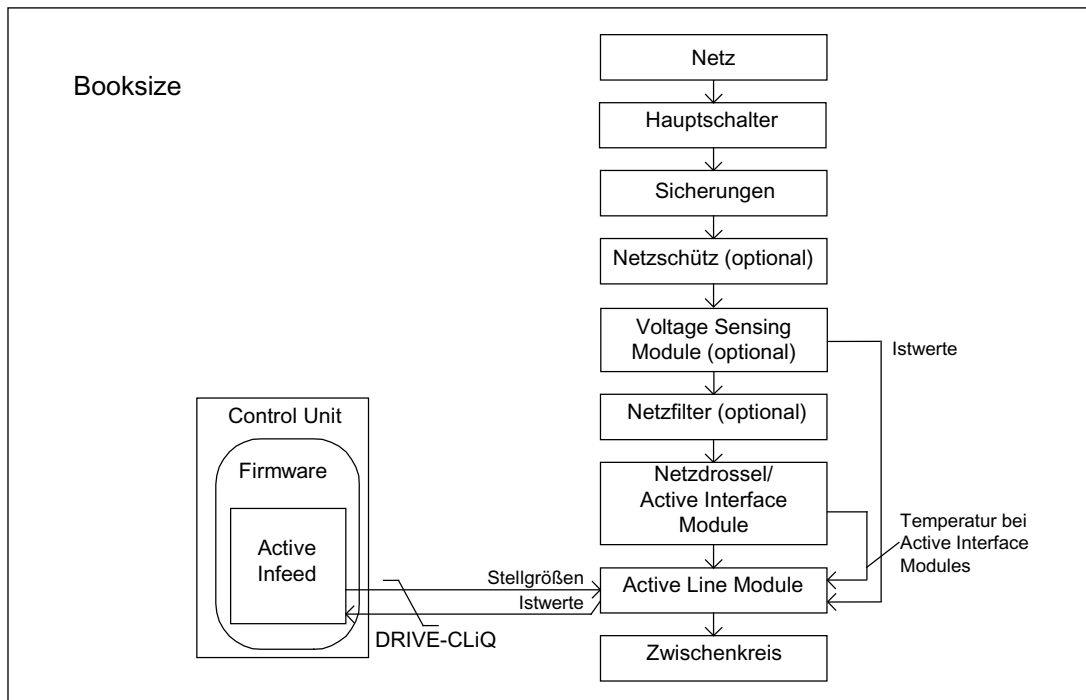 Booksize
Netz
Hauptschalter
Sicherungen
Netzschütz (optional)
Voltage Sensing
Module (optional)
Istwerte
Netzfilter (optional)
Control Unit
Firmware
Active
Infeed
Netzdrossel/
Active Interface
Module
Temperatur bei
Active Interface
Modules
Stellgrößen
Istwerte
DRIVE-CLiQ
Active Line Module
Zwischenkreis